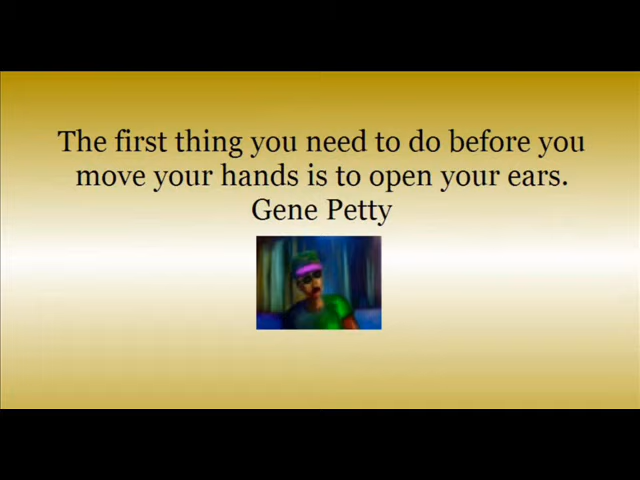 The first thing you need to do before you
move your hands is to open your ears.
Gene Petty